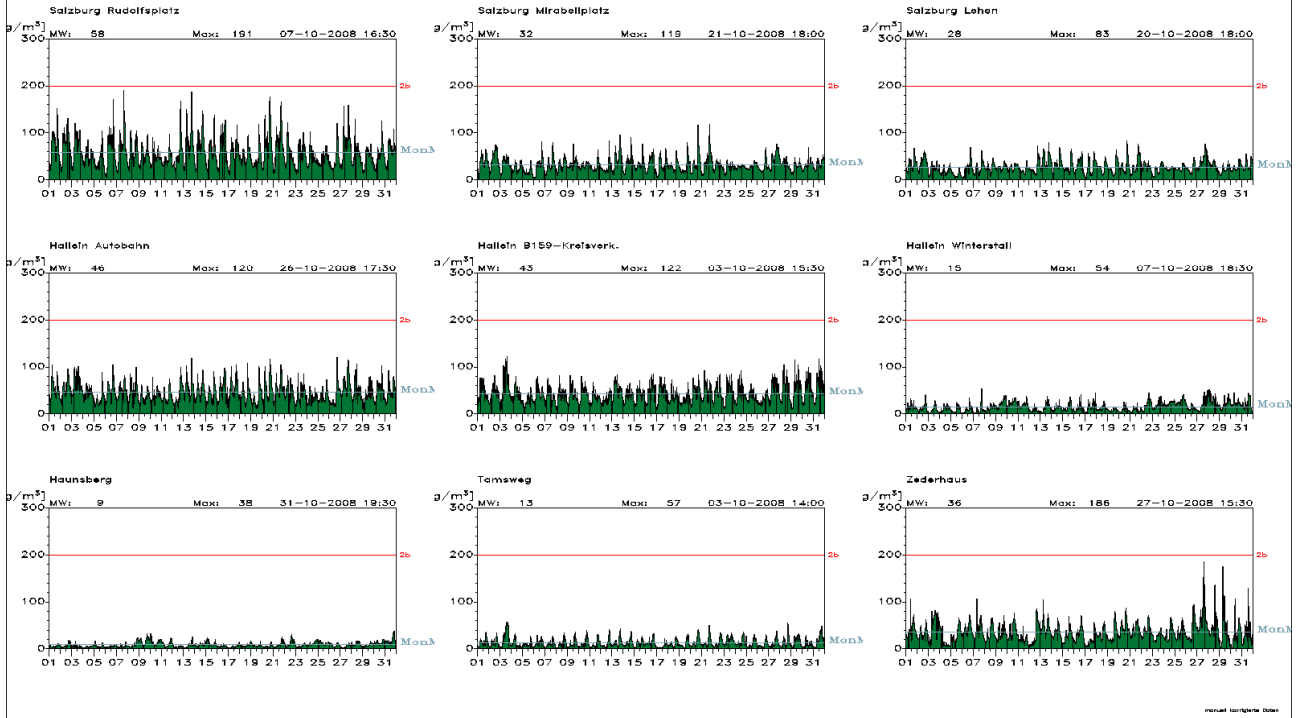 Salzburg Rudolfsplatz
g/m³]
MW: 58 Max: 191 07-10-2008 16:30
300
200
2b
100
MonM
0
01 03 05 07 09 11 13 15 17 19 21 23 25 27 29 31
Salzburg Mirabellplatz
g/m³]
MW: 32 Max: 119 21-10-2008 18:00
300
200
2b
100
MonM
0
01 03 05 07 09 11 13 15 17 19 21 23 25 27 29 31
Salzburg Lehen
g/m³]
MW: 28 Max: 83 20-10-2008 18:00
300
200
2b
100
MonM
0
01 03 05 07 09 11 13 15 17 19 21 23 25 27 29 31
Hallein Autobahn
g/m³]
MW: 46 Max: 120 26-10-2008 17:30
300
200
2b
100
MonM
0
01 03 05 07 09 11 13 15 17 19 21 23 25 27 29 31
Hallein B159-Kreisverk.
g/m³]
MW: 43 Max: 122 03-10-2008 15:30
300
200
2b
100
MonM
0
01 03 05 07 09 11 13 15 17 19 21 23 25 27 29 31
Hallein Winterstall
g/m³]
MW: 15 Max: 54 07-10-2008 18:30
300
200
2b
100
MonM
0
01 03 05 07 09 11 13 15 17 19 21 23 25 27 29 31
Haunsberg
g/m³]
MW: 9 Max: 38 31-10-2008 19:30
300
200
2b
100
MonM
0
01 03 05 07 09 11 13 15 17 19 21 23 25 27 29 31
Tamsweg
g/m³]
MW: 13 Max: 57 03-10-2008 14:00
300
200
2b
100
MonM
0
01 03 05 07 09 11 13 15 17 19 21 23 25 27 29 31
Zederhaus
g/m³]
MW: 36 Max: 186 27-10-2008 15:30
300
200
2b
100
MonM
0
01 03 05 07 09 11 13 15 17 19 21 23 25 27 29 31
manuell korrigierte Daten